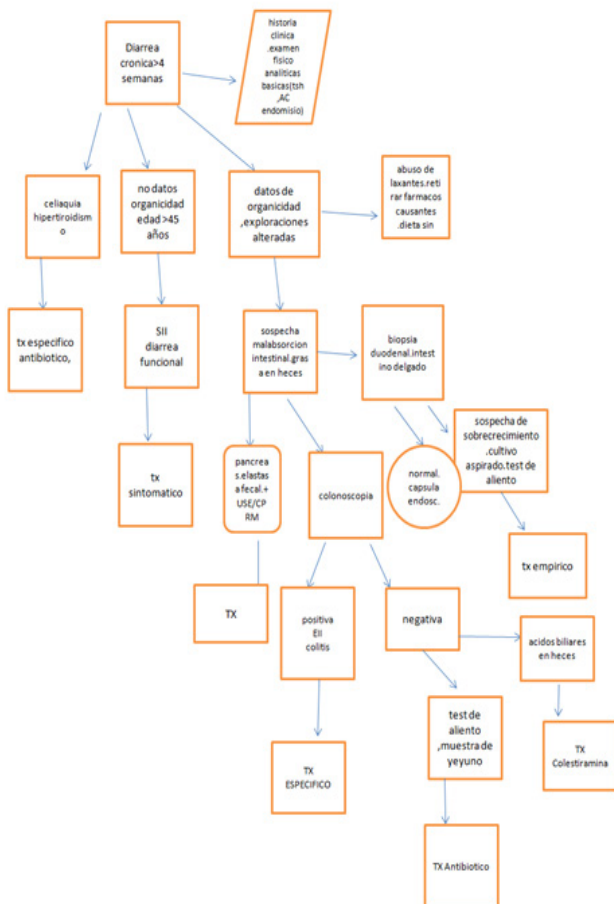 historia
clinica
.examen
fisico
analiticas
basicas(tsh
,AC
endomisio)
Diarrea
cronica>4
semanas
celiaquia
hipertiroidism
o
no datos
organicidad
edad >45
años
datos de
organicidad
,exploraciones
alteradas
abuso de
laxantes.reti
rar farmacos
causantes
.dieta sin
tx especifico
antibiotico,
SII
diarrea
funcional
sospecha
malabsorcion
intestinal.gras
a en heces
biopsia
duodenal.intest
ino delgado
tx
sintomatico
pancrea
s.elastas
a fecal.+
USE/CP
RM
colonoscopia
normal.
capsula
endosc.
sospecha de
sobrecrecimiento
.cultivo
aspirado.test de
aliento
tx empirico
TX
positiva
EII
colitis
negativa
acidos biliares
en heces
TX
ESPECIFICO
test de
aliento
,muestra de
yeyuno
TX
Colestiramina
TX Antibiotico